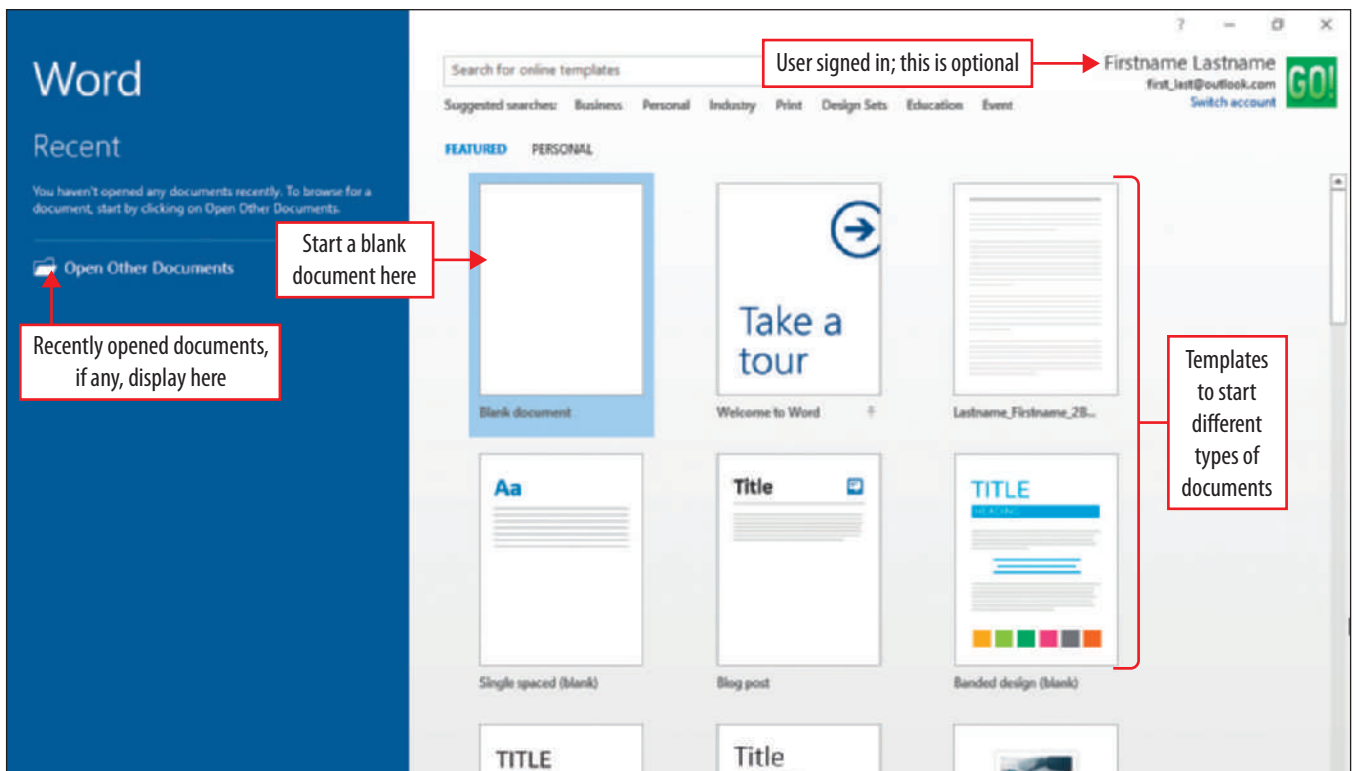 ?
Word
Search for online templates
User signed in; this is optional
Firstname Lastname
first_last@outlook.com
Switch account
GO!
Suggested searches: Business Personal Industry Print Design Sets Education Event
Recent
FEATURED PERSONAL
You haven't opened any documents recently. To browse for a
document, start by clicking on Open Other Documents.
Open Other Documents
Start a blank
document here
Recently opened documents,
if any, display here
Take a
tour
Blank document
Welcome to Word
Lastname_Firstname_2B...
Templates
to start
different
types of
documents
Aa
Title
TITLE
HEADING
Single spaced (blank)
Blog post
Banded design (blank)
TITLE
Title